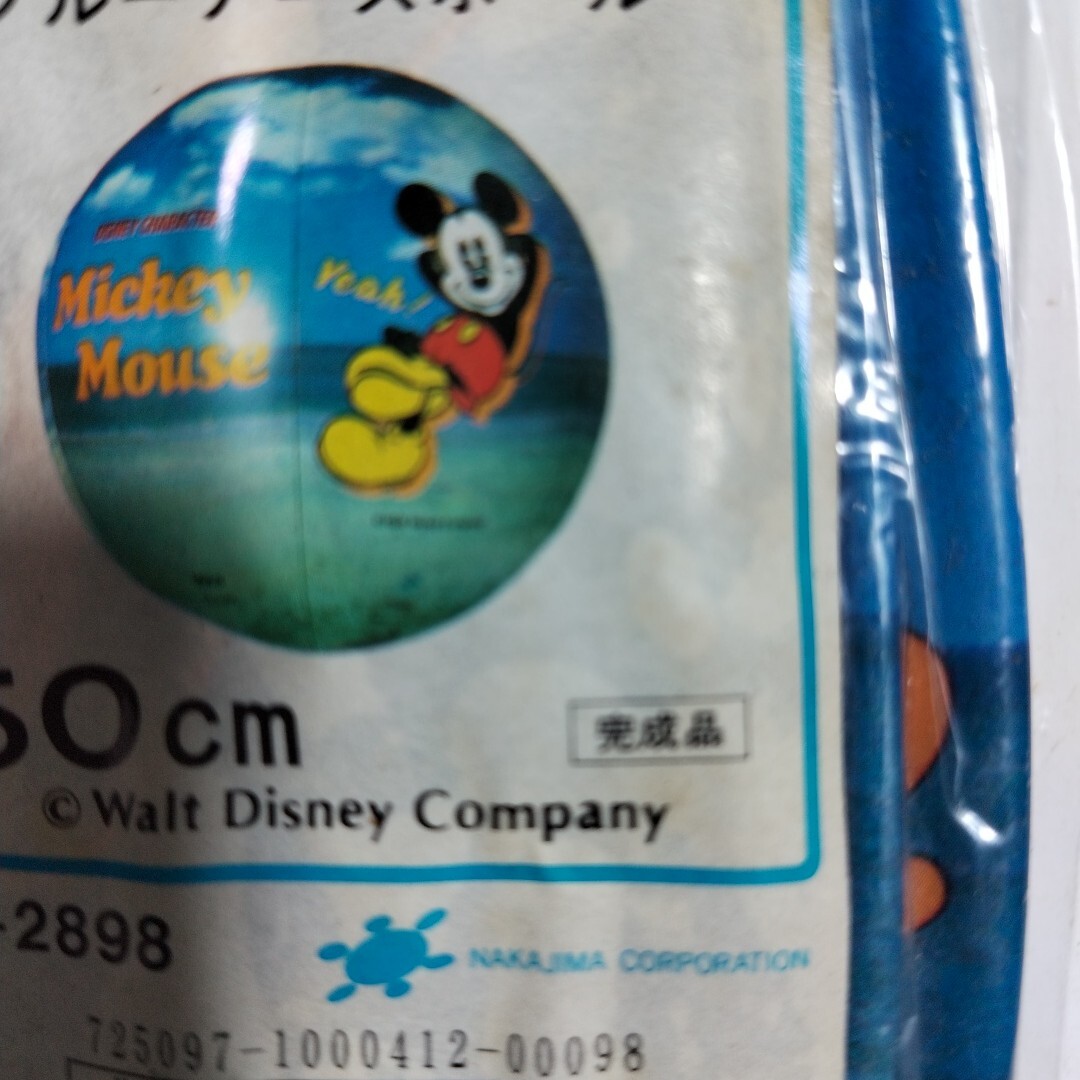 DISNEY CHARACTER
Mickey
Mouse
Yeah!
50cm
完成品
© Walt Disney Company
-2898
NAKAJIMA CORPORATION
725097-1000412-00098